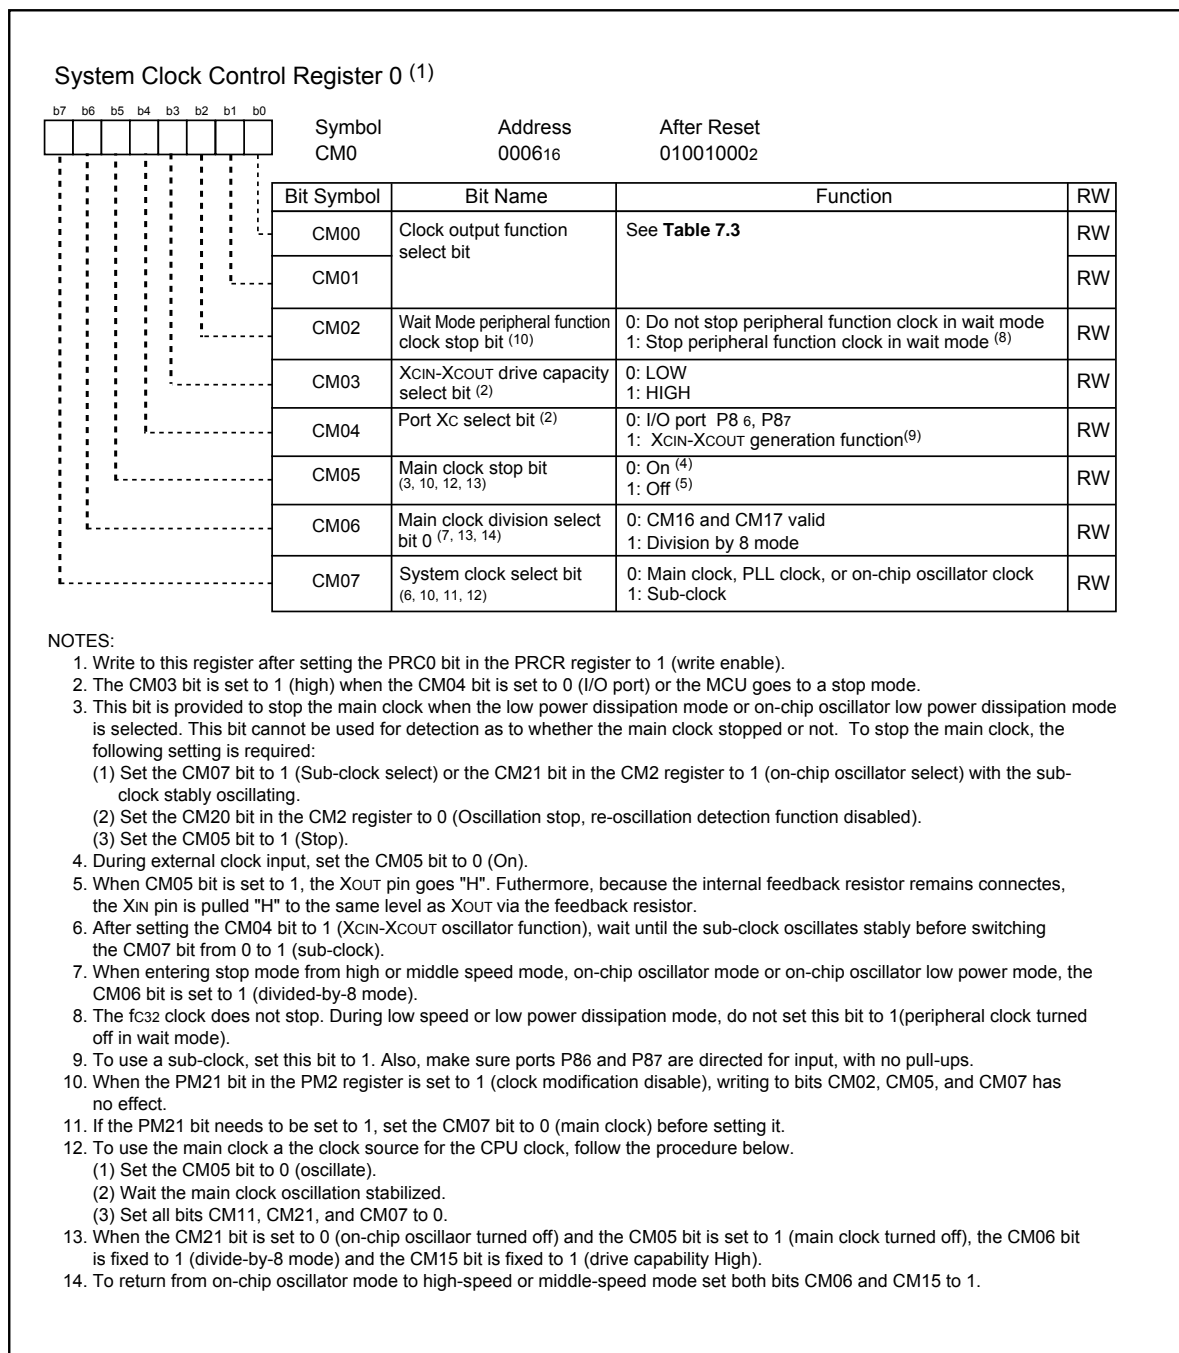 System Clock Control Register 0 (1)
b7 b6 b5 b4 b3 b2 b1 b0
Symbol Address After Reset
CM0 000616 010010002
Bit Symbol Bit Name Function RW
CM00 Clock output function select bit See Table 7.3 RW
CM01 RW
CM02 Wait Mode peripheral function clock stop bit (10) 0: Do not stop peripheral function clock in wait mode RW
1: Stop peripheral function clock in wait mode (8)
CM03 XCIN-XCOUT drive capacity select bit (2) 0: LOW RW
1: HIGH
CM04 Port XC select bit (2) 0: I/O port P8 6, P87 RW
1: XCIN-XCOUT generation function(9)
CM05 Main clock stop bit (3, 10, 12, 13) 0: On (4) RW
1: Off (5)
CM06 Main clock division select bit 0 (7, 13, 14) 0: CM16 and CM17 valid RW
1: Division by 8 mode
CM07 System clock select bit (6, 10, 11, 12) 0: Main clock, PLL clock, or on-chip oscillator clock RW
1: Sub-clock
NOTES:
1. Write to this register after setting the PRC0 bit in the PRCR register to 1 (write enable).
2. The CM03 bit is set to 1 (high) when the CM04 bit is set to 0 (I/O port) or the MCU goes to a stop mode.
3. This bit is provided to stop the main clock when the low power dissipation mode or on-chip oscillator low power dissipation mode
is selected. This bit cannot be used for detection as to whether the main clock stopped or not. To stop the main clock, the
following setting is required:
(1) Set the CM07 bit to 1 (Sub-clock select) or the CM21 bit in the CM2 register to 1 (on-chip oscillator select) with the sub-
clock stably oscillating.
(2) Set the CM20 bit in the CM2 register to 0 (Oscillation stop, re-oscillation detection function disabled).
(3) Set the CM05 bit to 1 (Stop).
4. During external clock input, set the CM05 bit to 0 (On).
5. When CM05 bit is set to 1, the XOUT pin goes "H". Futhermore, because the internal feedback resistor remains connectes,
the XIN pin is pulled "H" to the same level as XOUT via the feedback resistor.
6. After setting the CM04 bit to 1 (XCIN-XCOUT oscillator function), wait until the sub-clock oscillates stably before switching
the CM07 bit from 0 to 1 (sub-clock).
7. When entering stop mode from high or middle speed mode, on-chip oscillator mode or on-chip oscillator low power mode, the
CM06 bit is set to 1 (divided-by-8 mode).
8. The fC32 clock does not stop. During low speed or low power dissipation mode, do not set this bit to 1(peripheral clock turned
off in wait mode).
9. To use a sub-clock, set this bit to 1. Also, make sure ports P86 and P87 are directed for input, with no pull-ups.
10. When the PM21 bit in the PM2 register is set to 1 (clock modification disable), writing to bits CM02, CM05, and CM07 has
no effect.
11. If the PM21 bit needs to be set to 1, set the CM07 bit to 0 (main clock) before setting it.
12. To use the main clock a the clock source for the CPU clock, follow the procedure below.
(1) Set the CM05 bit to 0 (oscillate).
(2) Wait the main clock oscillation stabilized.
(3) Set all bits CM11, CM21, and CM07 to 0.
13. When the CM21 bit is set to 0 (on-chip oscillaor turned off) and the CM05 bit is set to 1 (main clock turned off), the CM06 bit
is fixed to 1 (divide-by-8 mode) and the CM15 bit is fixed to 1 (drive capability High).
14. To return from on-chip oscillator mode to high-speed or middle-speed mode set both bits CM06 and CM15 to 1.